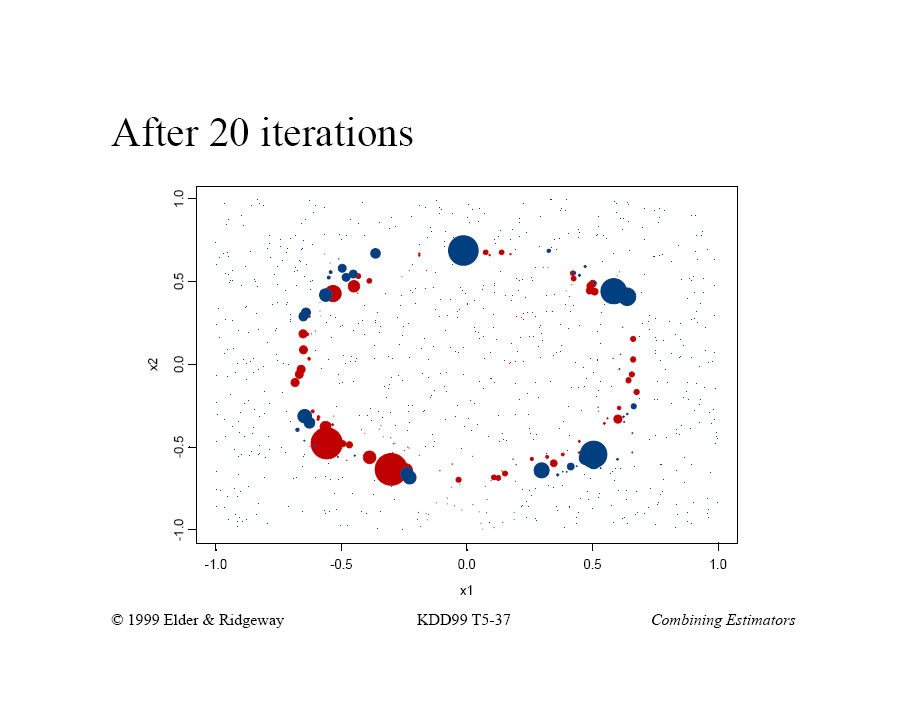 After 20 iterations
1.0
0.5
0.0
-0.5
-1.0
x2
-1.0 -0.5 0.0 0.5 1.0
x1
© 1999 Elder & Ridgeway KDD99 T5-37 Combining Estimators